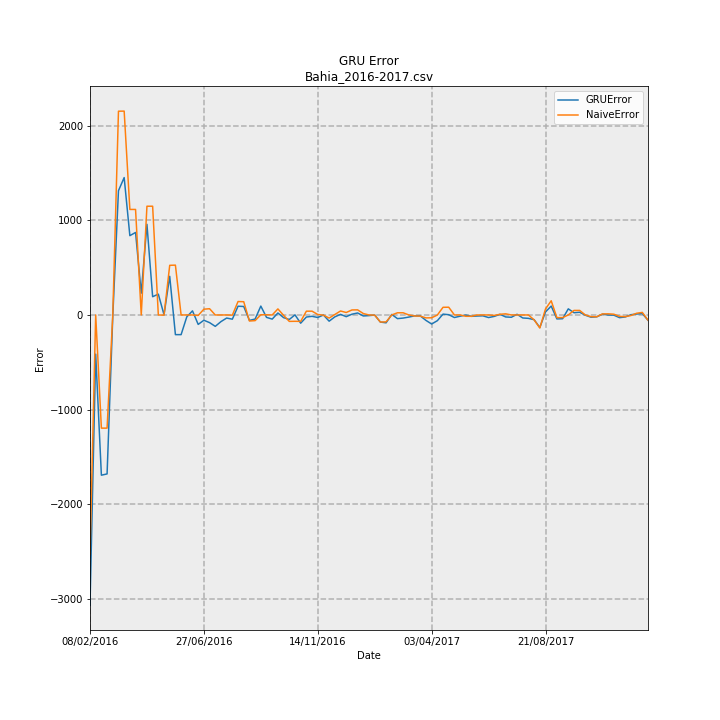 GRU Error
Bahia_2016-2017.csv
GRUError
NaiveError
2000
1000
0
−1000
−2000
−3000
Error
08/02/2016 27/06/2016 14/11/2016 03/04/2017 21/08/2017
Date